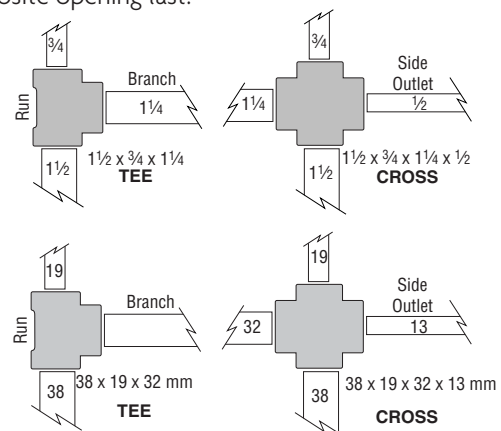 osite opening last.
3/4
Run
Branch
1 1/4
1 1/2
1 1/2 x 3/4 x 1 1/4
TEE
3/4
1 1/4
Side
Outlet
1/2
1 1/2
1 1/2 x 3/4 x 1 1/4 x 1/2
CROSS
19
Run
Branch
38
38 x 19 x 32 mm
TEE
19
32
Side
Outlet
13
38
38 x 19 x 32 x 13 mm
CROSS